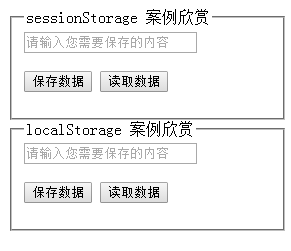 sessionStorage 案例欣赏
请输入您需要保存的内容
保存数据 读取数据
localStorage 案例欣赏
请输入您需要保存的内容
保存数据 读取数据